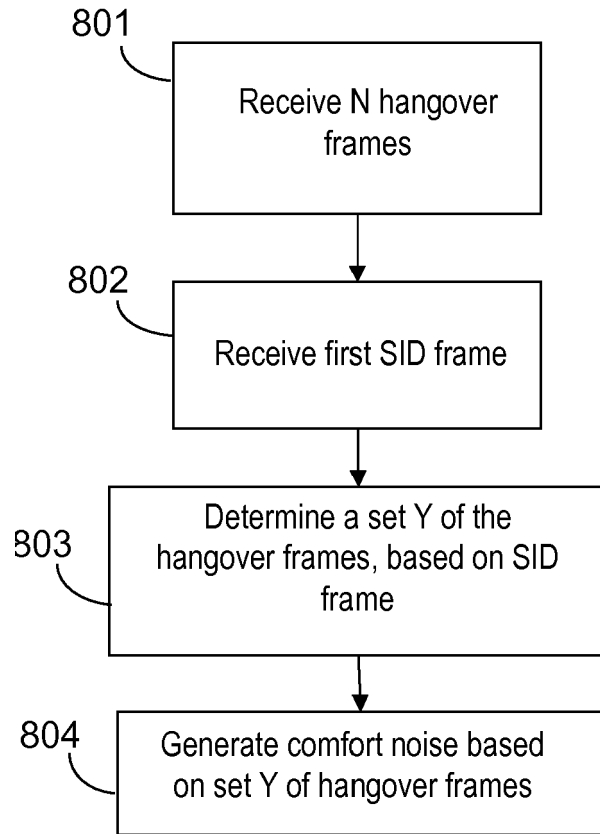 801
Receive N hangover
frames
802
Receive first SID frame
803
Determine a set Y of the
hangover frames, based on SID
frame
804
Generate comfort noise based
on set Y of hangover frames